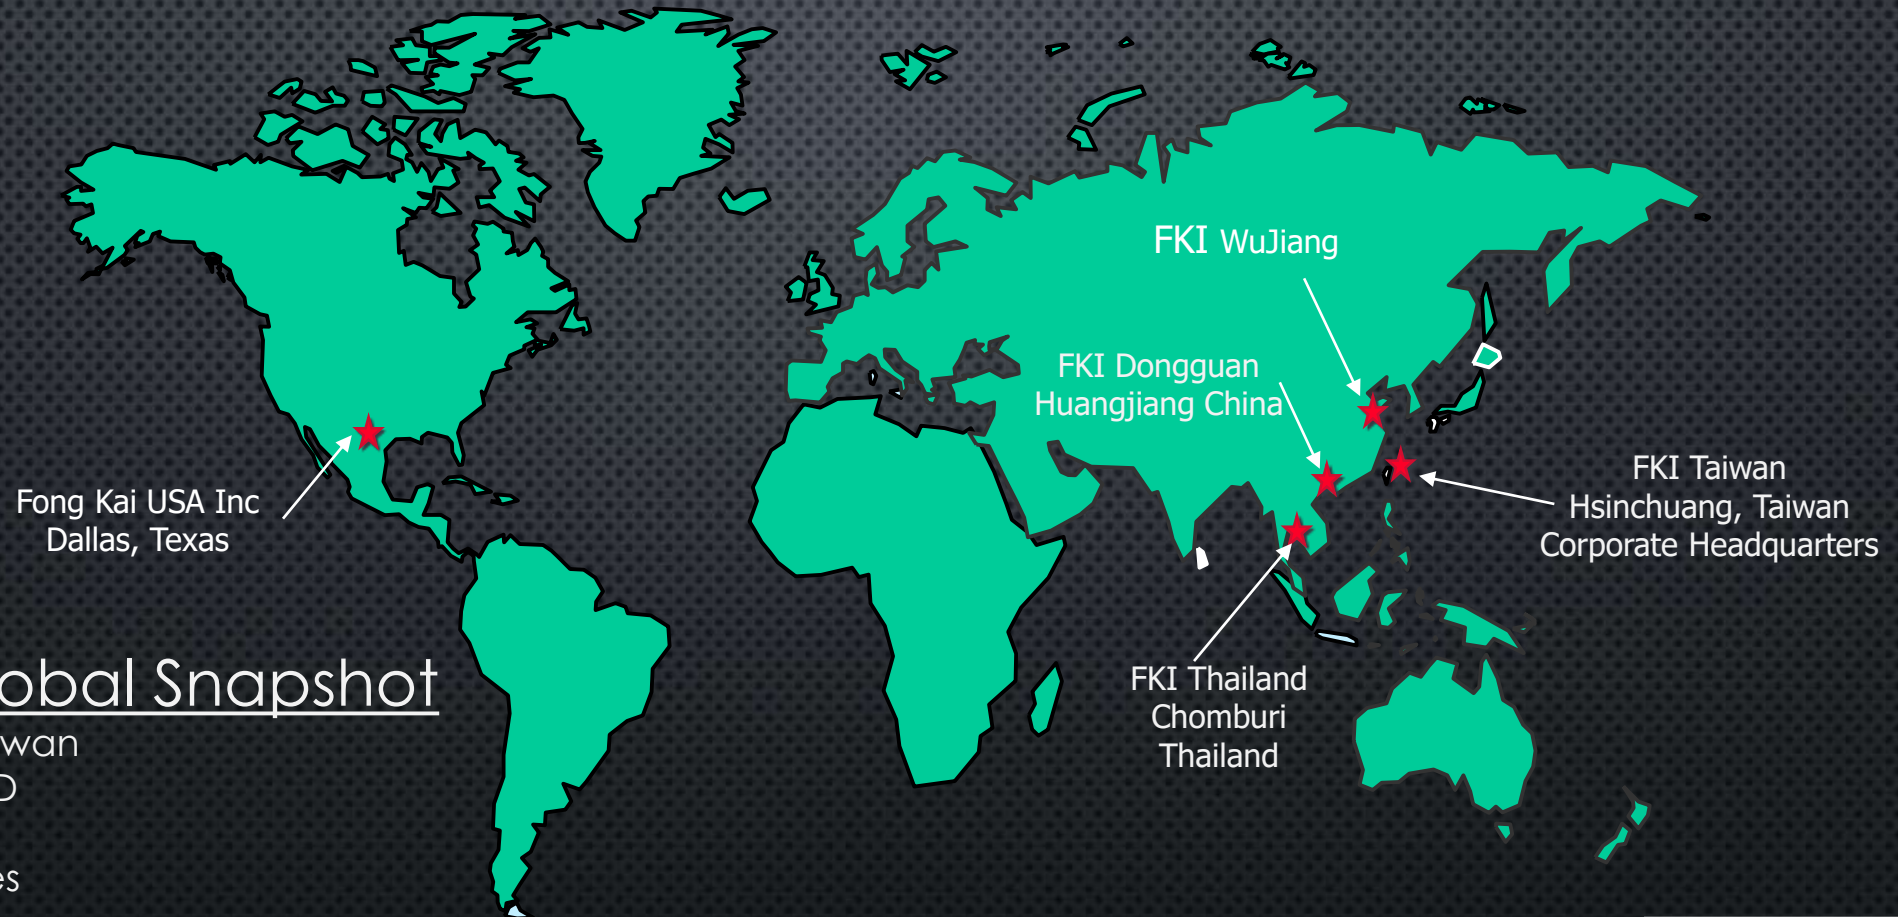 FKI WuJiang
FKI Dongguan
Huangjiang China
Fong Kai USA Inc
Dallas, Texas
FKI Taiwan
Hsinchuang, Taiwan
Corporate Headquarters
FKI Thailand
Chomburi
Thailand
obal Snapshot
wan
D
es